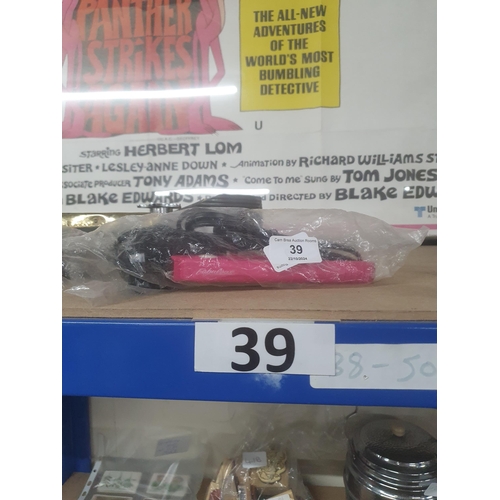 PANTHER
STRIKES
AGAIN
THE ALL-NEW
ADVENTURES
OF THE
WORLD'S MOST
BUMBLING
DETECTIVE
U
STARRING HERBERT LOM
LESLEY-ANNE DOWN • ANIMATION BY RICHARD WILLIAMS
PRODUCER TONY ADAMS • "COME TO ME" SUNG BY TOM JONES
BLAKE EDWARDS DIRECTED BY BLAKE
39
39
38-50